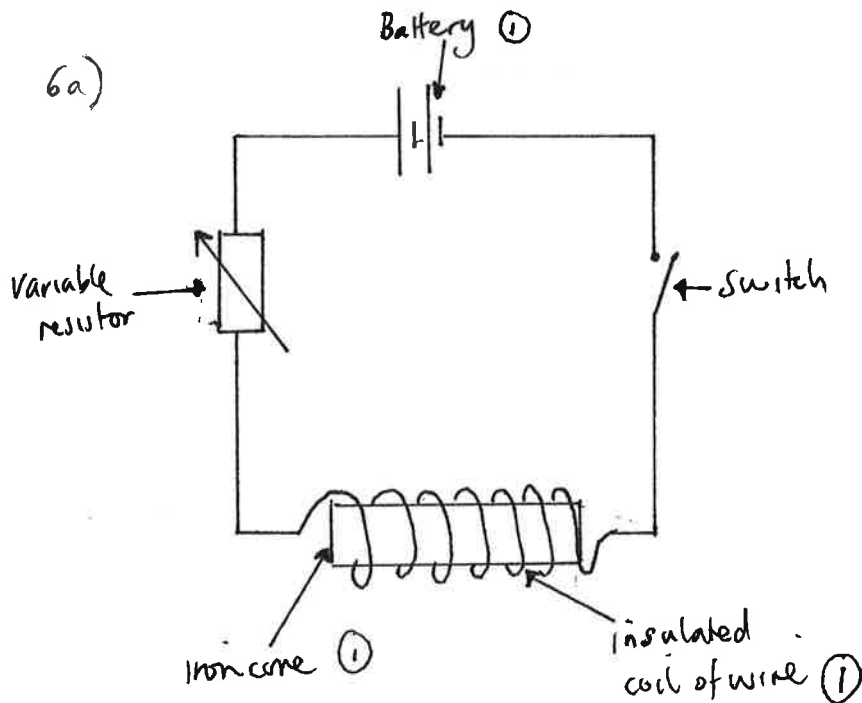 Battery ①
6a)
variable
resistor
switch
iron core ①
insulated
coil of wire ①